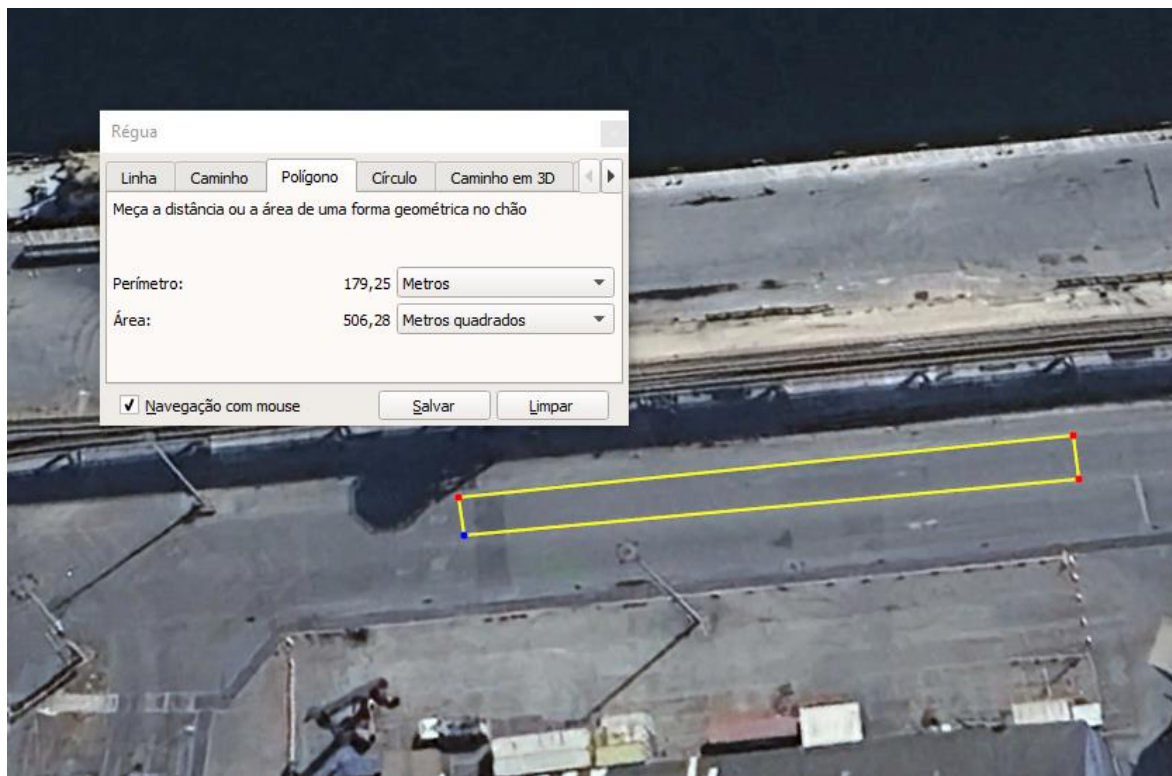 Régua
Linha Caminho Polígono Círculo Caminho em 3D
Meça a distância ou a área de uma forma geométrica no chão
Perímetro: 179,25 Metros
Área: 506,28 Metros quadrados
Navegação com mouse Salvar Limpar